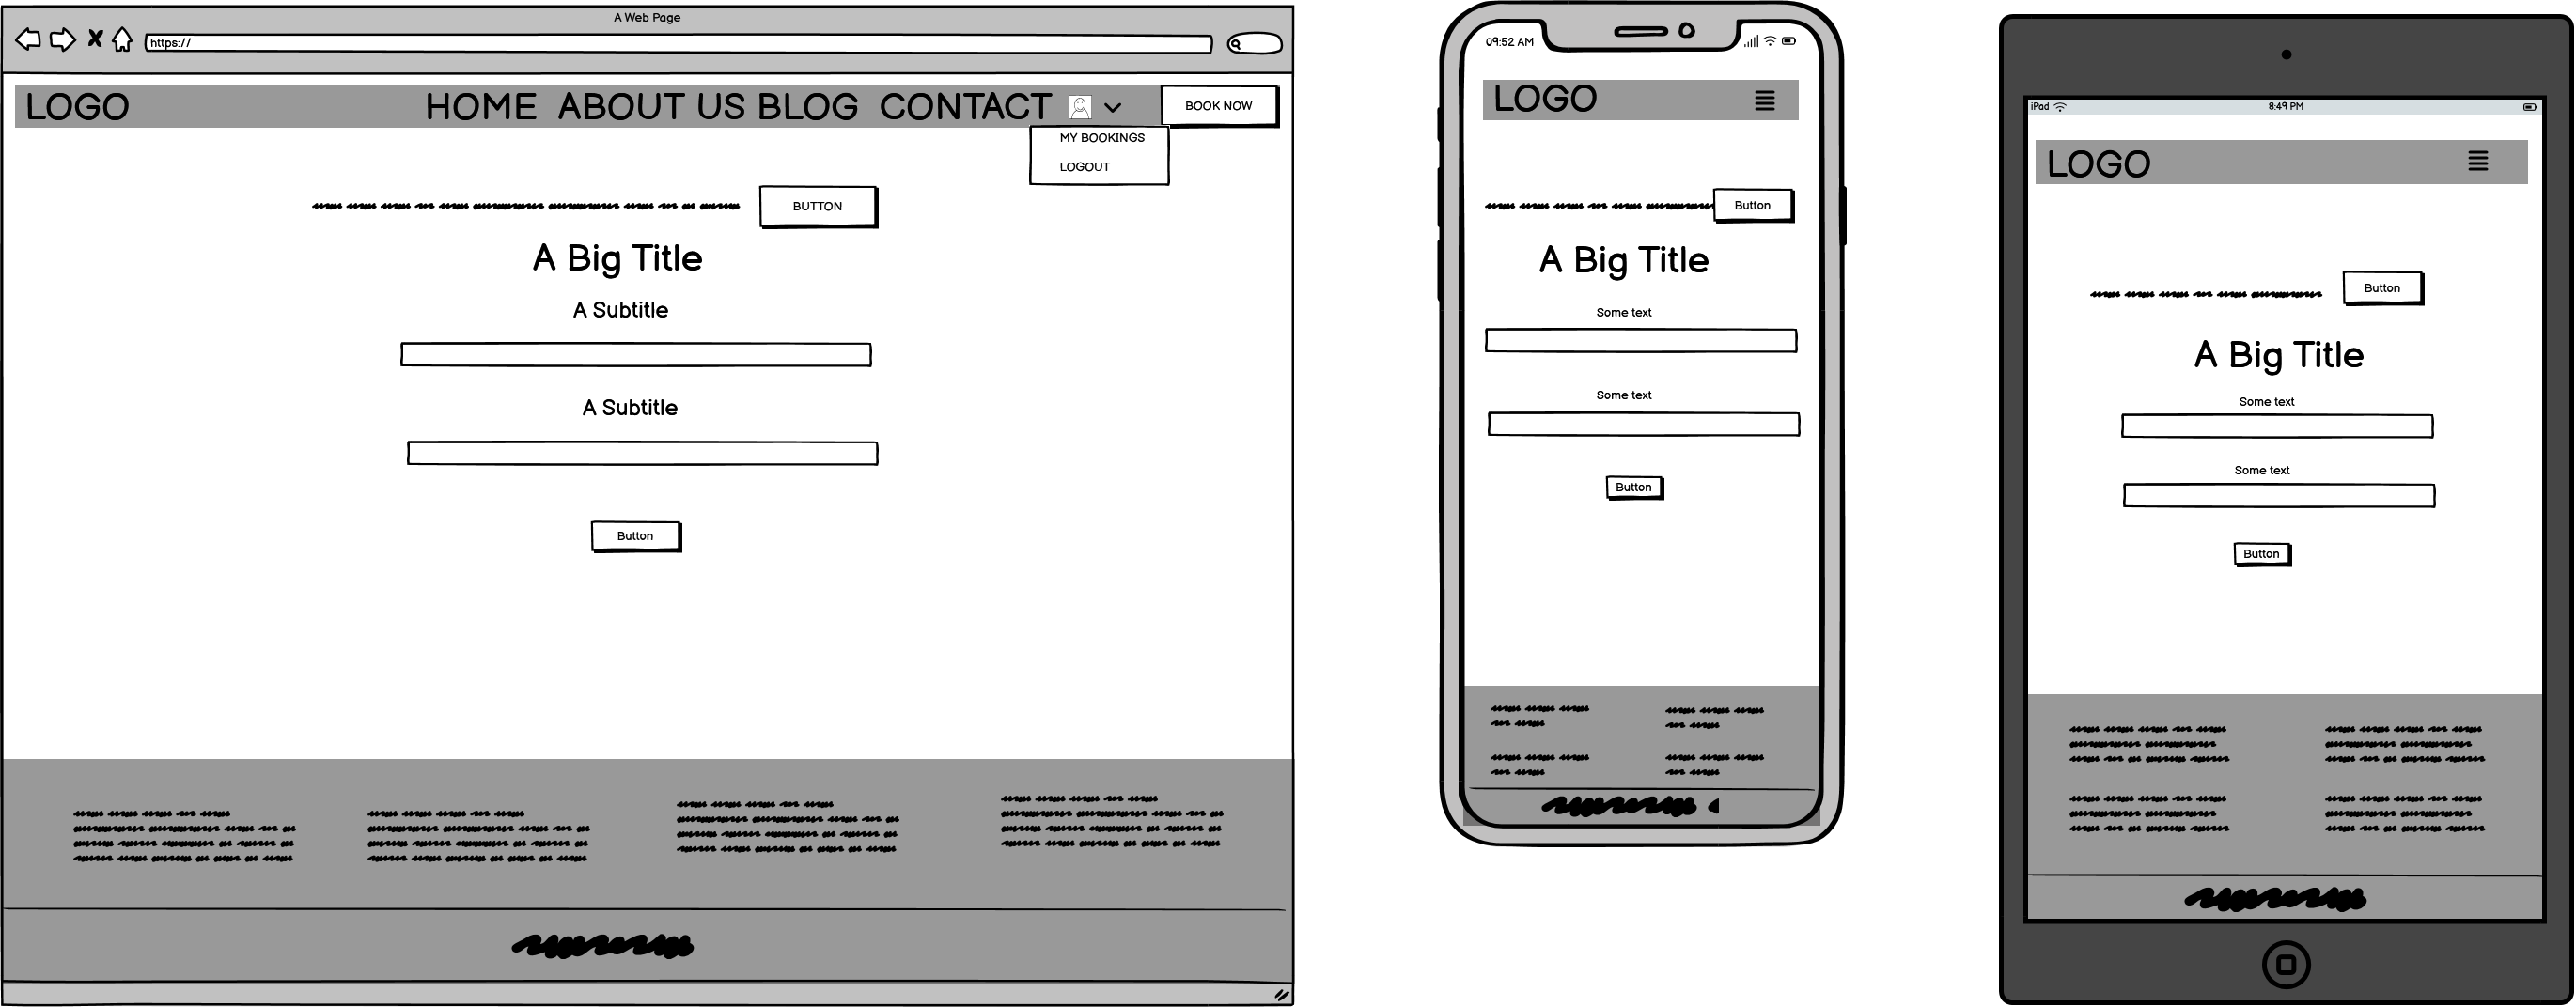 A Web Page
https://
LOGO
HOME ABOUT US BLOG CONTACT
BOOK NOW
MY BOOKINGS
LOGOUT
BUTTON
A Big Title
A Subtitle
A Subtitle
Button
09:52 AM
LOGO
Button
A Big Title
Some text
Some text
Button
iPad
8:49 PM
LOGO
Button
A Big Title
Some text
Some text
Button